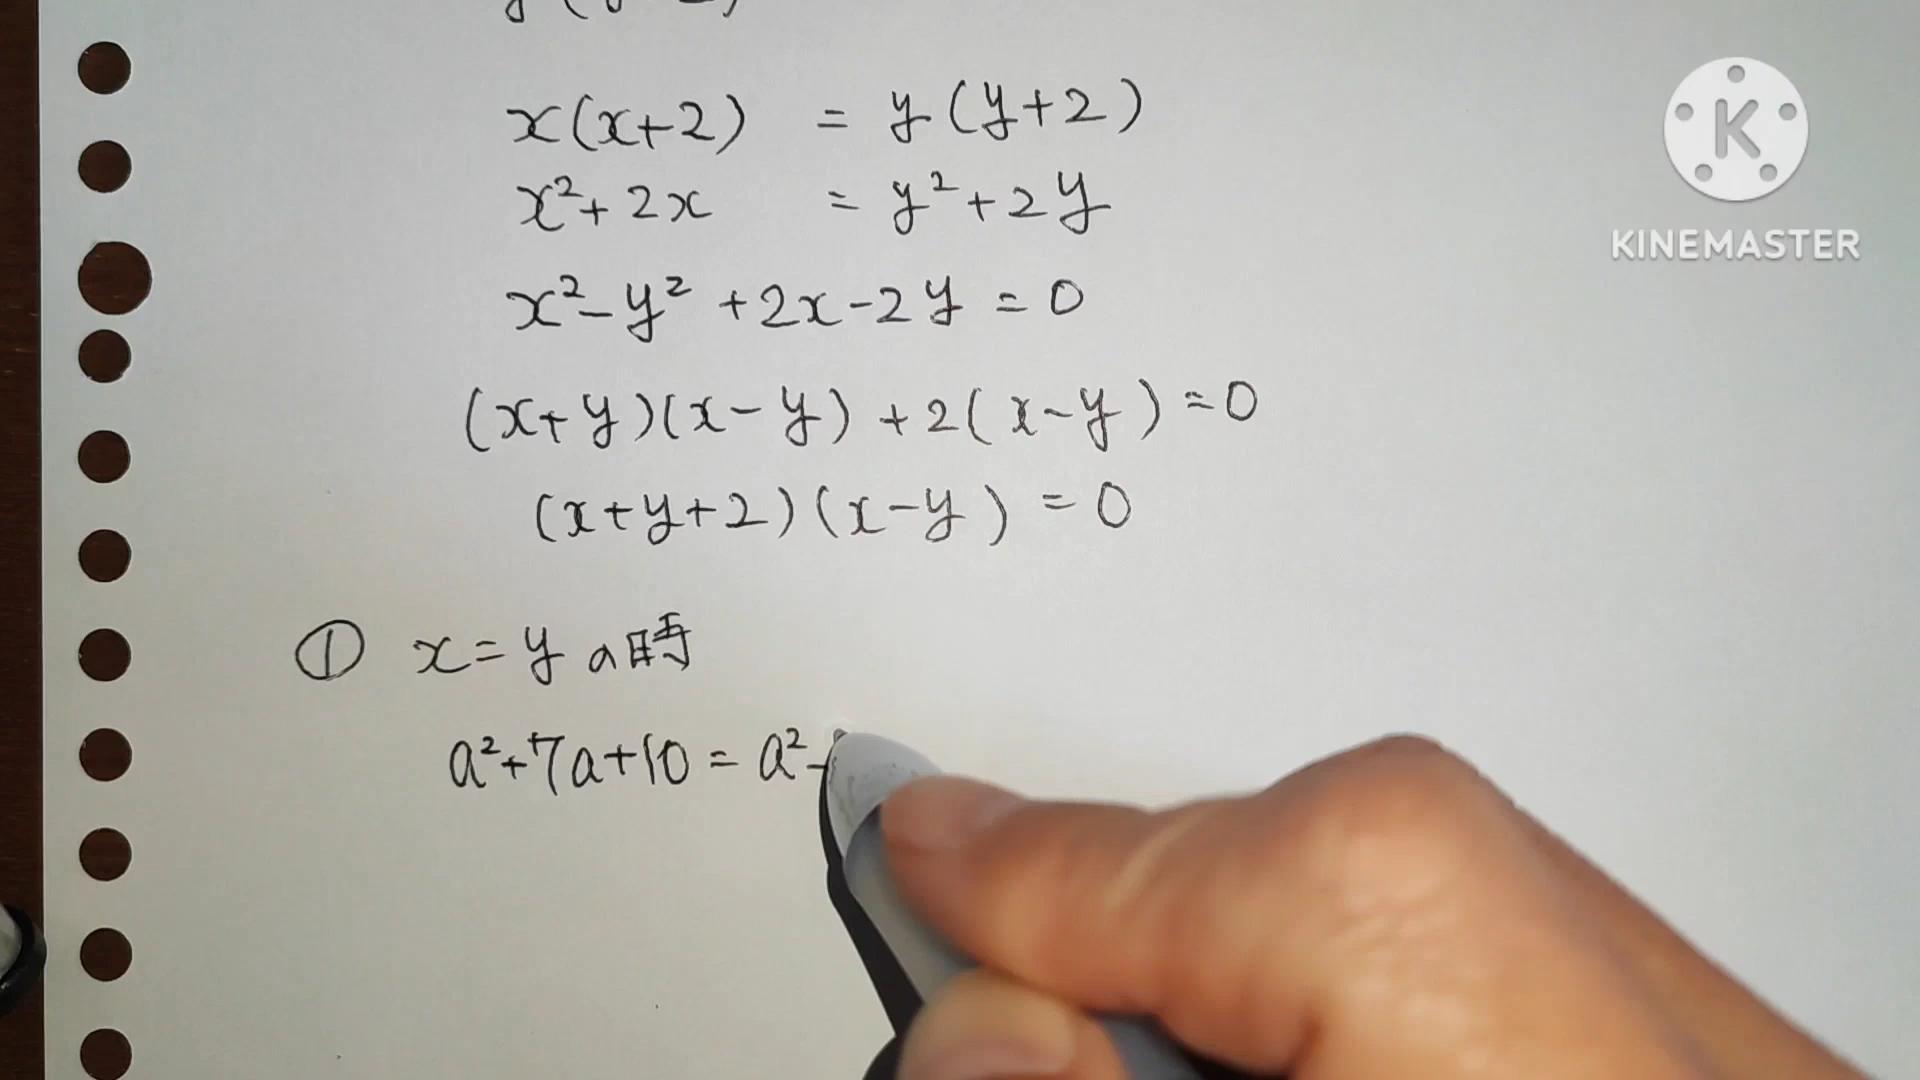 x(x+2) = y(y+2)
x²+2x = y²+2y
x²-y²+2x-2y=0
(x+y)(x-y)+2(x-y)=0
(x+y+2)(x-y)=0
① x=yの時
a²+7a+10=a²-
K
KINEMASTER